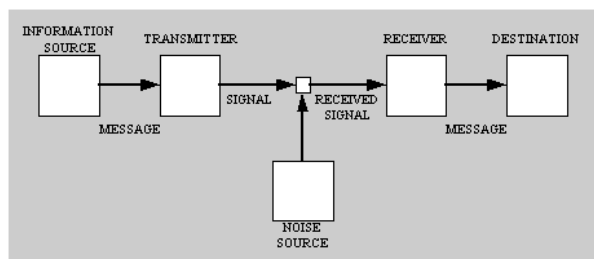 INFORMATION
SOURCE
TRANSMITTER
RECEIVER
DESTINATION
SIGNAL
RECEIVED
SIGNAL
MESSAGE
MESSAGE
NOISE
SOURCE